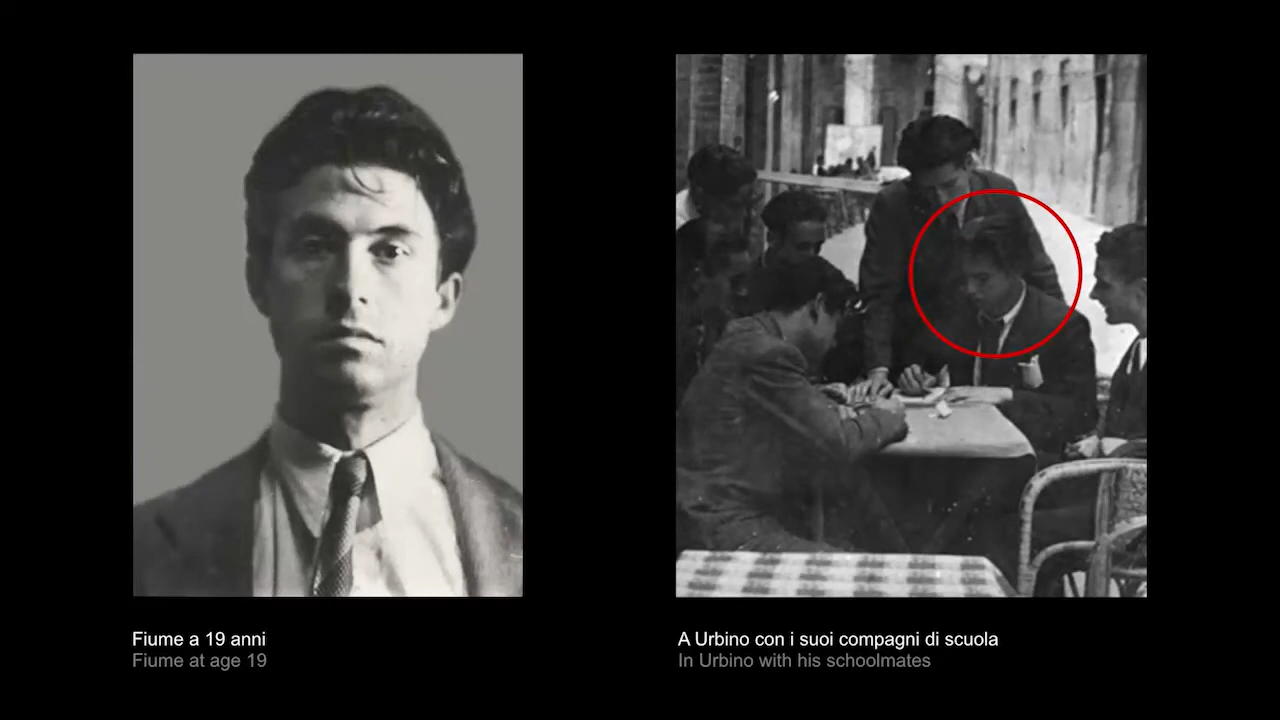 Fiume a 19 anni
Fiume at age 19
A Urbino con i suoi compagni di scuola
In Urbino with his schoolmates